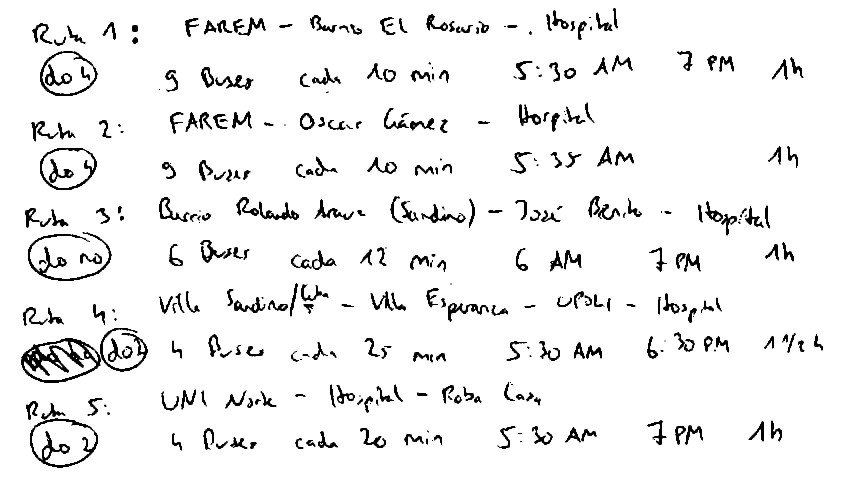 Ruta 1: FAREM - Barrio El Rosario - . Hospital
do 4 9 Buses cada 10 min 5:30 AM 7 PM 1h
Ruta 2: FAREM - Oscar Gámez - Hospital
do 4 9 Buses cada 10 min 5:35 AM 1h
Ruta 3: Barrio Rolando (Sandino) - José Benito - Hospital
do no 6 Buses cada 12 min 6 AM 7 PM 1h
Ruta 4: Villa Sandino/Cuba - Villa Esperanza - UPOLI - Hospital
do 2 4 Buses cada 25 min 5:30 AM 6:30 PM 1 1/2 h
Ruta 5: UNI Norte - Hospital - Roba Casa
do 2 4 Buses cada 20 min 5:30 AM 7 PM 1h